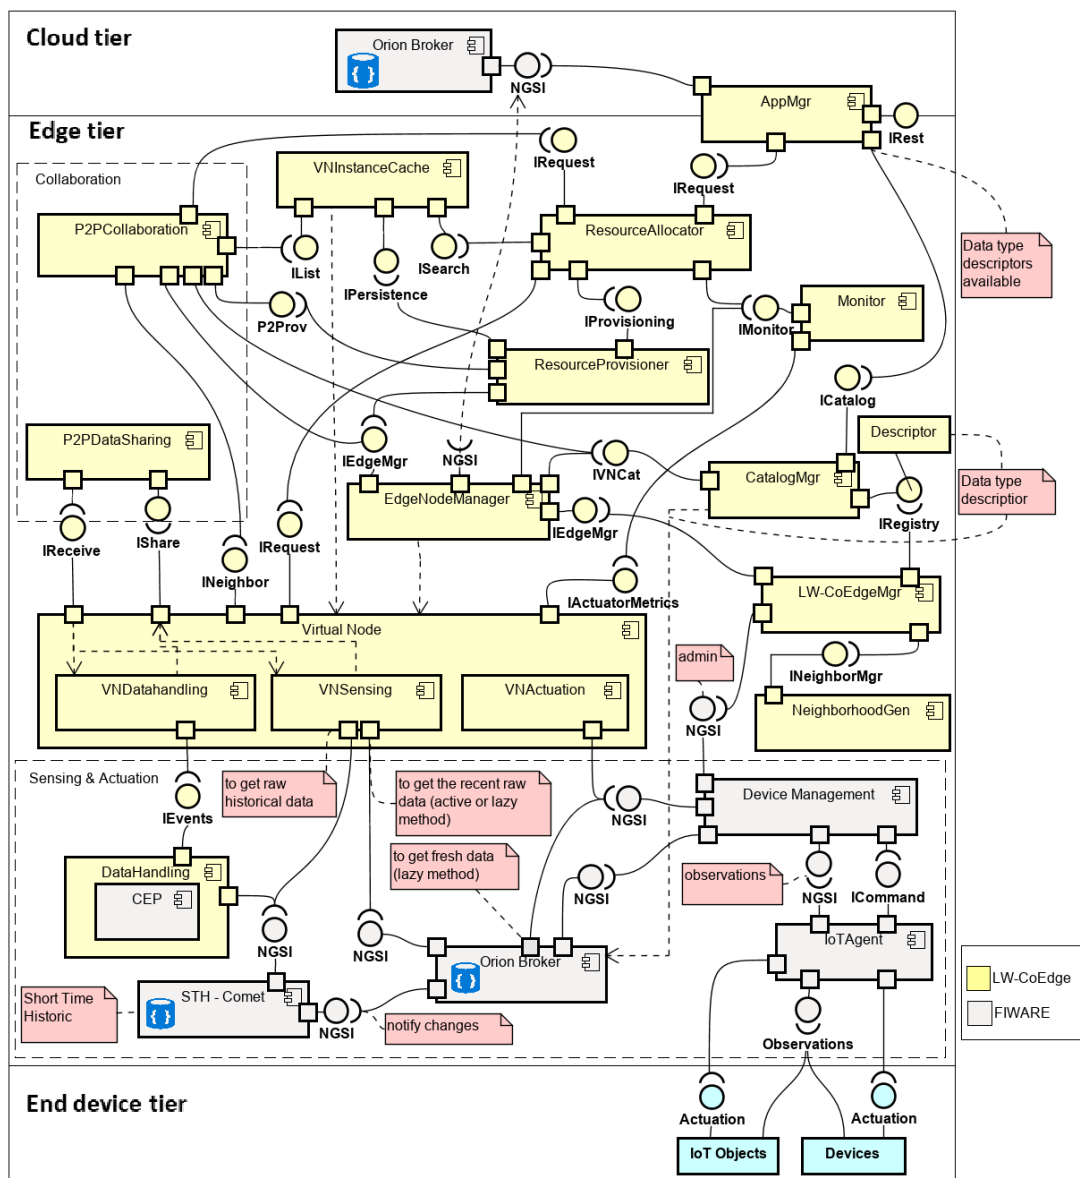 Cloud tier
Orion Broker
NGSI
AppMgr
IRest
Edge tier
IRequest
IRequest
Collaboration
VNInstanceCache
P2PCollaboration
ResourceAllocator
Data type
descriptors
available
IList
ISearch
IPersistence
P2Prov
IProvisioning
IMonitor
Monitor
ResourceProvisioner
ICatalog
P2PDataSharing
IEdgeMgr
NGSI
IVNCat
Descriptor
CatalogMgr
Data type
descriptior
EdgeNodeManager
IEdgeMgr
IRegistry
IReceive
IShare
INeighbor
IRequest
IActuatorMetrics
LW-CoEdgeMgr
Virtual Node
admin
INeighborMgr
VNDatahandling
VNSensing
VNActuation
NGSI
NeighborhoodGen
Sensing & Actuation
to get raw
historical data
to get the recent raw
data (active or lazy
method)
Device Management
IEvents
NGSI
to get fresh data
(lazy method)
DataHandling
CEP
observations
NGSI
NGSI
ICommand
NGSI
NGSI
IoTAgent
Orion Broker
Short Time
Historic
STH - Comet
NGSI
notify changes
Observations
LW-CoEdge
FIWARE
End device tier
Actuation
Actuation
IoT Objects
Devices